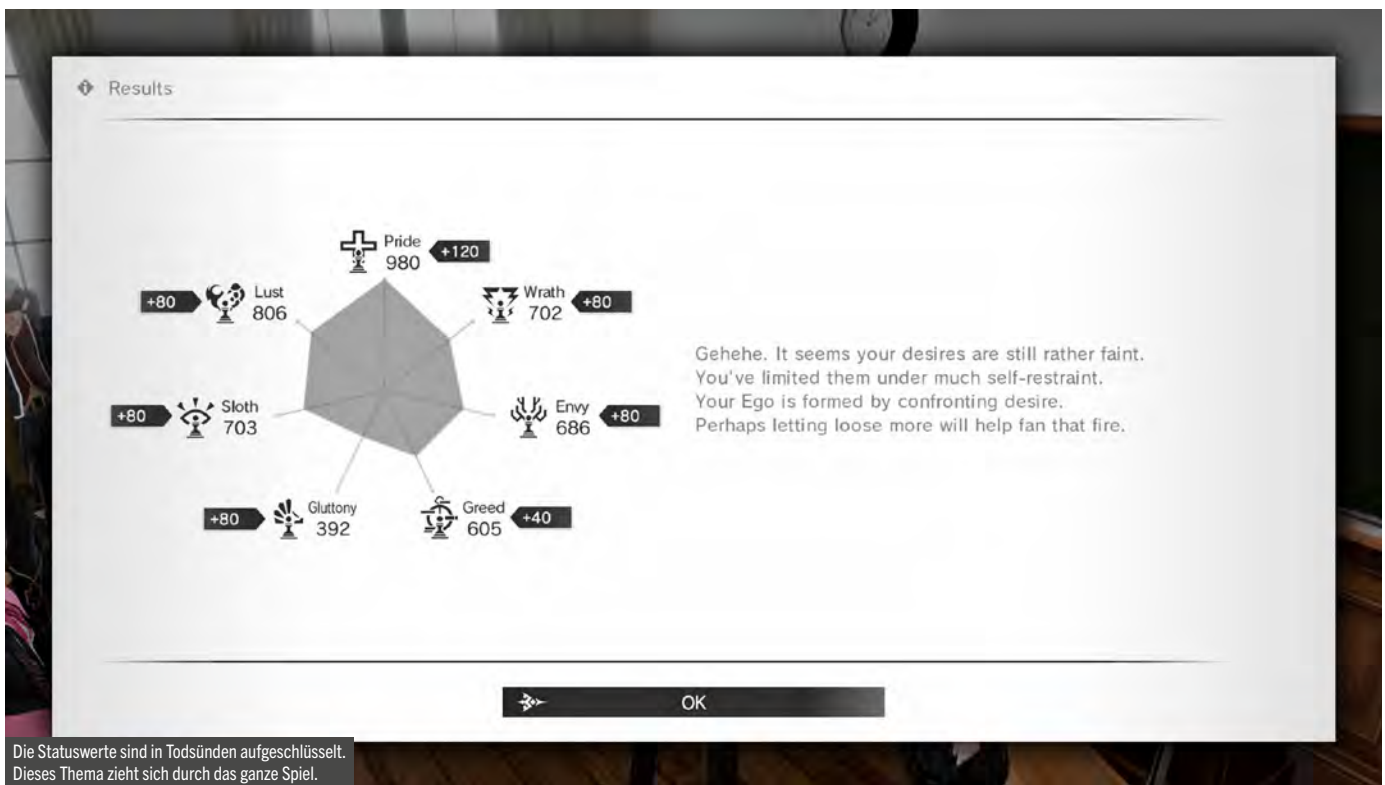 Results
Pride
980
+120
+80
Lust
806
Wrath
702
+80
+80
Sloth
703
Envy
686
+80
+80
Gluttony
392
Greed
605
+40
Gehehe. It seems your desires are still rather faint.
You've limited them under much self-restraint.
Your Ego is formed by confronting desire.
Perhaps letting loose more will help fan that fire.
OK
Die Statuswerte sind in Todsünden aufgeschlüsselt.
Dieses Thema zieht sich durch das ganze Spiel.